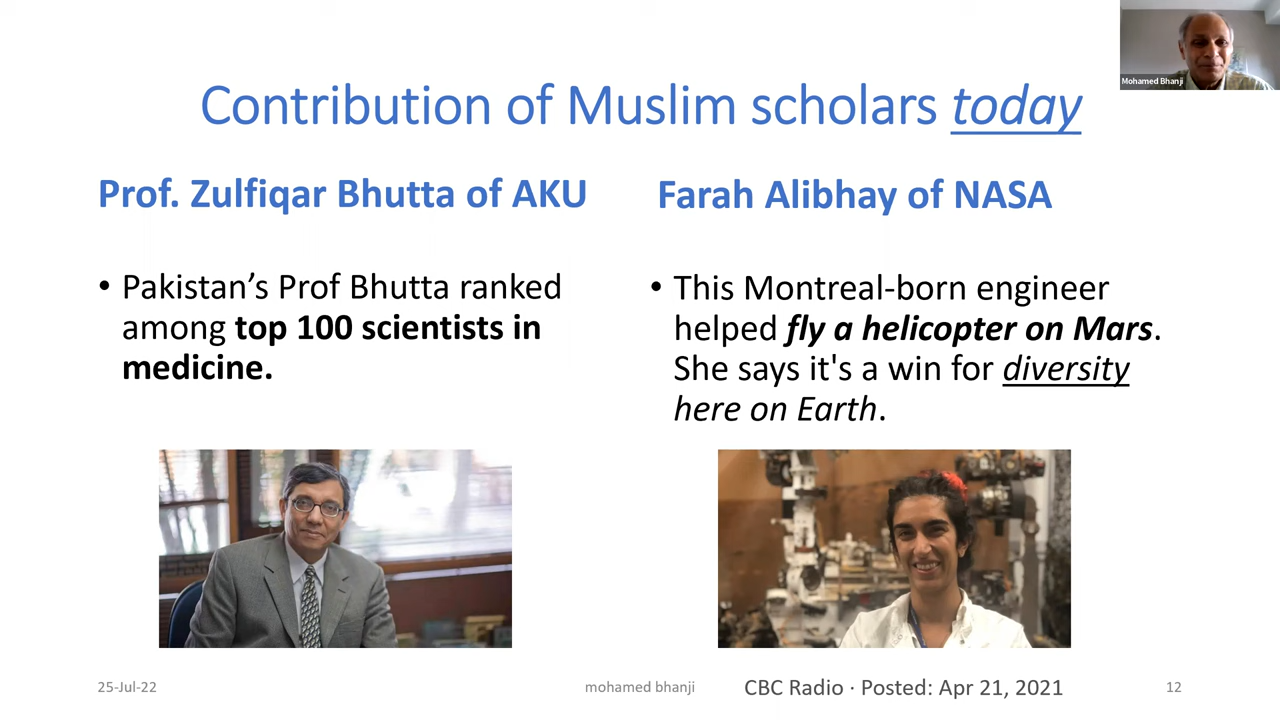 Mohamed Bhanji
Contribution of Muslim scholars today
Prof. Zulfiqar Bhutta of AKU
• Pakistan’s Prof Bhutta ranked
among top 100 scientists in
medicine.
Farah Alibhay of NASA
• This Montreal-born engineer
helped fly a helicopter on Mars.
She says it's a win for diversity
here on Earth.
25-Jul-22
mohamed bhanji
CBC Radio · Posted: Apr 21, 2021
12